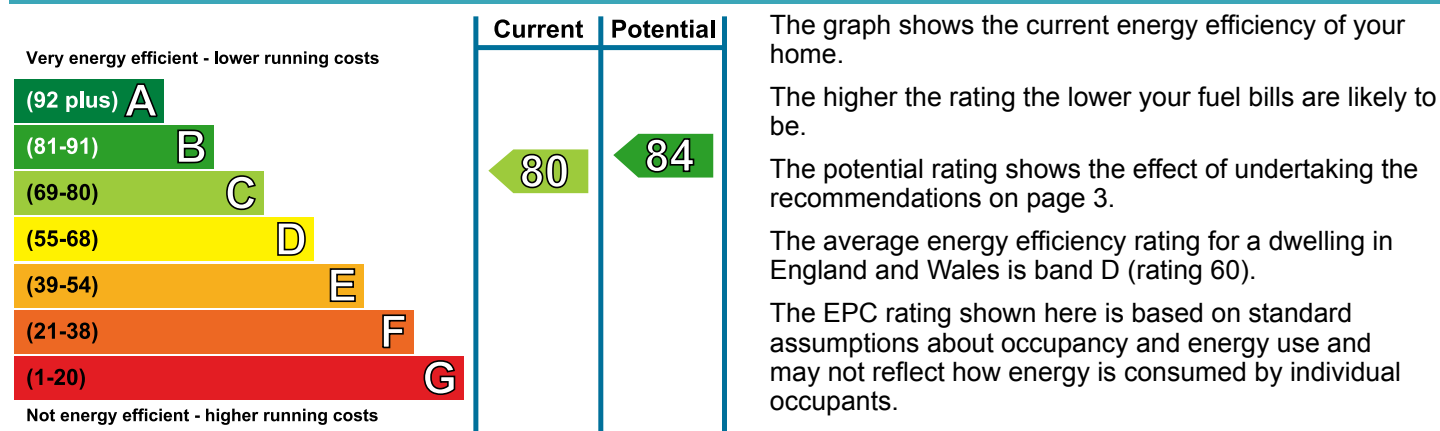 Current
Potential
Very energy efficient - lower running costs
(92 plus) A
(81-91) B
(69-80) C
(55-68) D
(39-54) E
(21-38) F
(1-20) G
Not energy efficient - higher running costs
80
84
The graph shows the current energy efficiency of your
home.
The higher the rating the lower your fuel bills are likely to
be.
The potential rating shows the effect of undertaking the
recommendations on page 3.
The average energy efficiency rating for a dwelling in
England and Wales is band D (rating 60).
The EPC rating shown here is based on standard
assumptions about occupancy and energy use and
may not reflect how energy is consumed by individual
occupants.